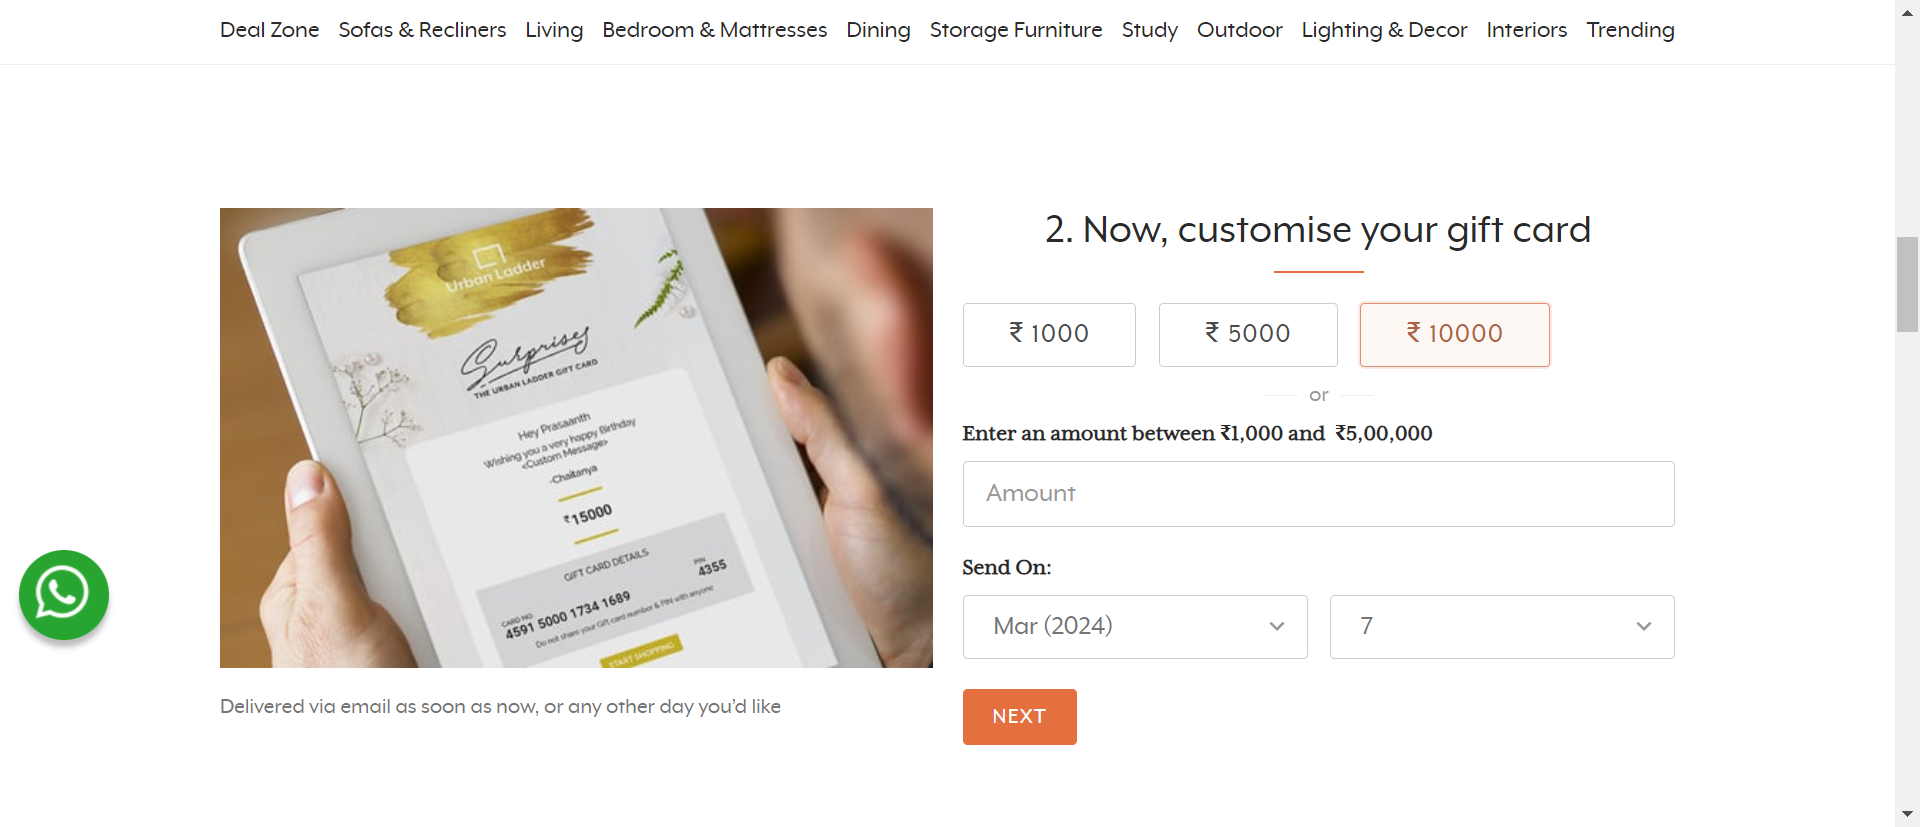 Deal Zone Sofas & Recliners Living Bedroom & Mattresses Dining Storage Furniture Study Outdoor Lighting & Decor Interiors Trending
Urban Ladder
Surprises
THE URBAN LADDER GIFT CARD
Hey Prasaanth
Wishing you a very happy Birthday
<Custom Message>
-Chaitanya
₹15000
GIFT CARD DETAILS
CARD NO.
4591 5000 1734 1689
PIN
4355
Do not share your Gift card number & PIN with anyone
START SHOPPING
Delivered via email as soon as now, or any other day you’d like
2. Now, customise your gift card
₹ 1000 ₹ 5000 ₹ 10000
or
Enter an amount between ₹1,000 and ₹5,00,000
Amount
Send On:
Mar (2024) 7
NEXT